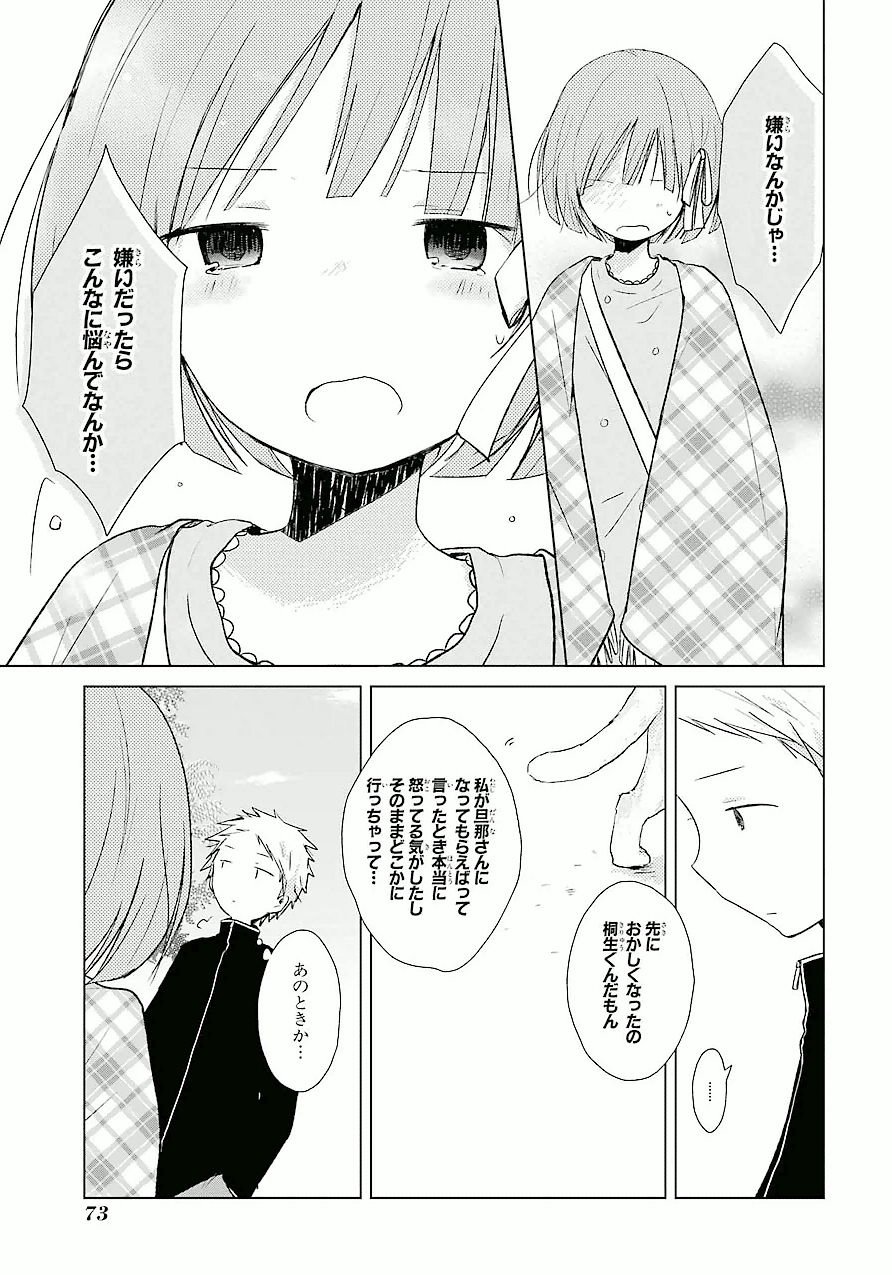 嫌いなんかじゃ…
嫌いだったら
こんなに悩んでなんか…
……
先に
おかしくなったの
桐生くんだもん
私が旦那さんに
なってもらえばって
言ったとき本当に
怒ってる気がしたし
そのままどこかに
行っちゃって…
あのときか…
73